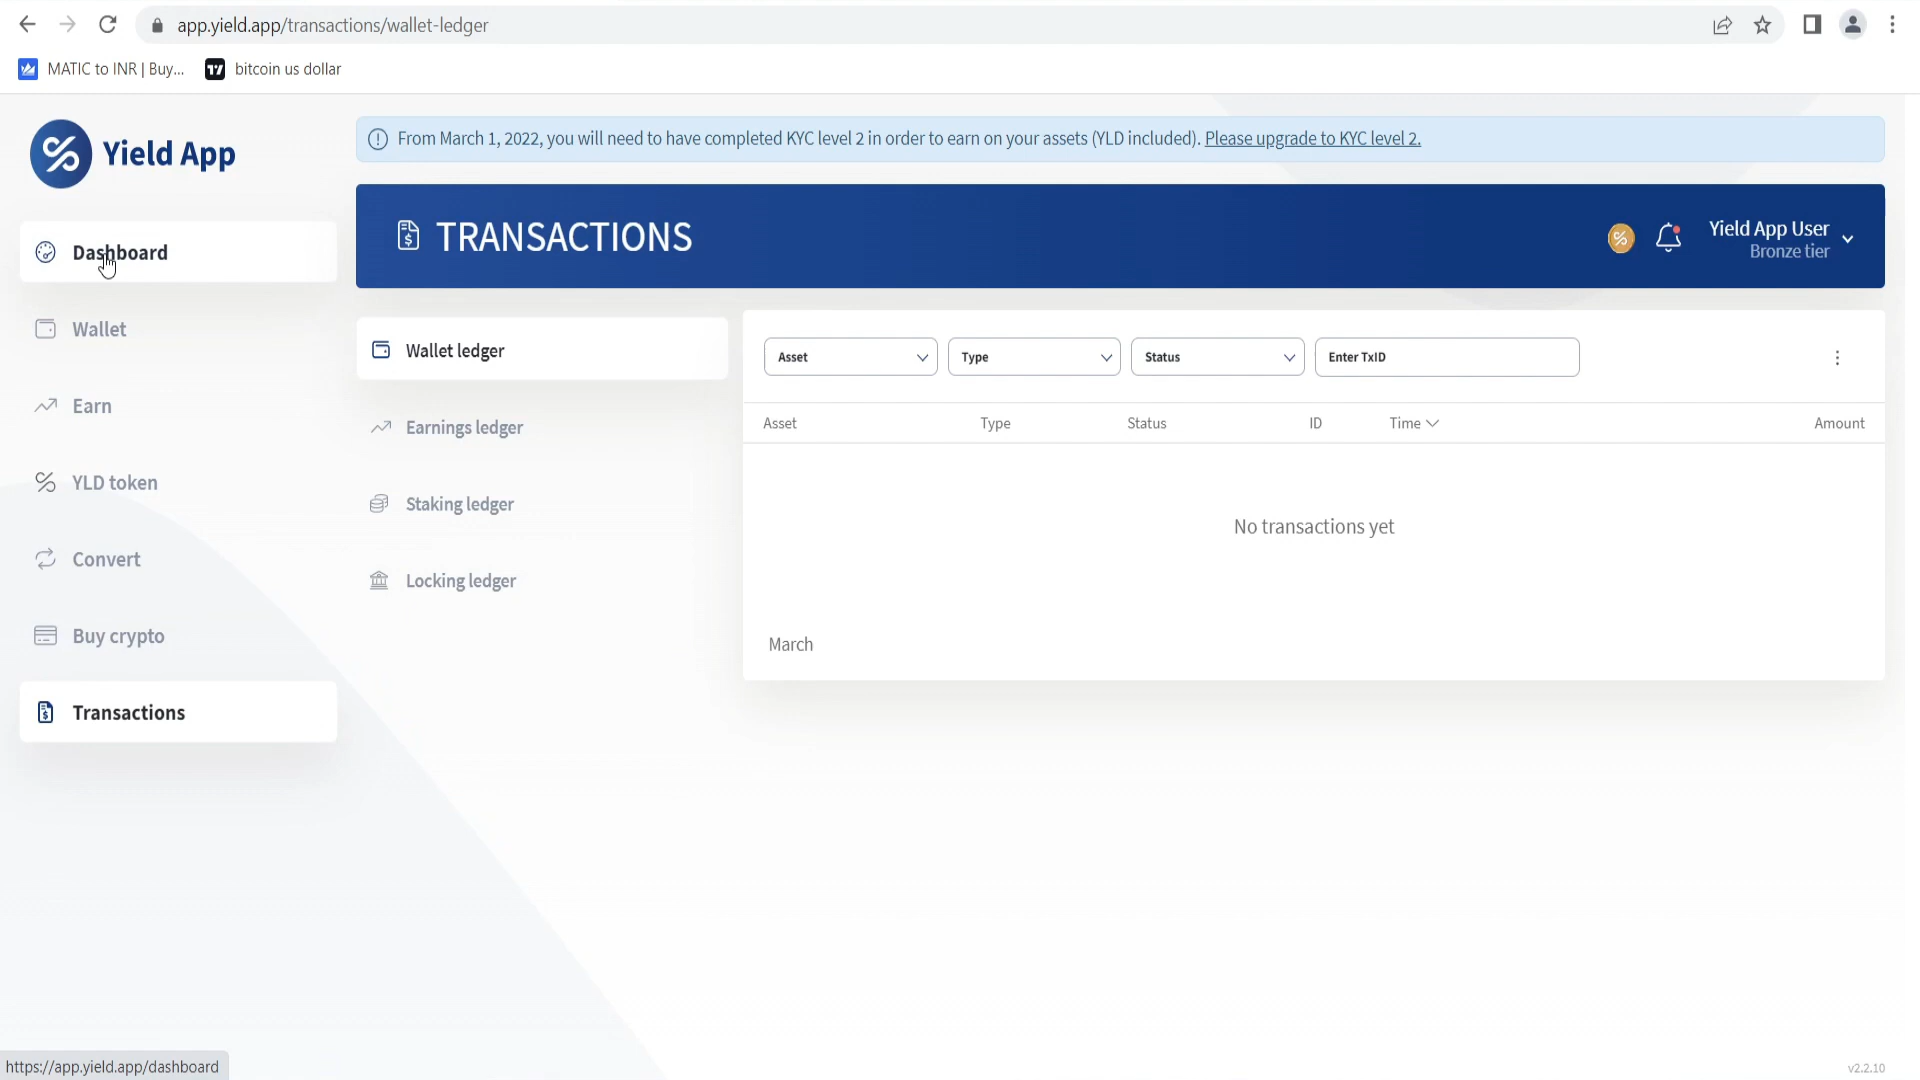 app.yield.app/transactions/wallet-ledger
MATIC to INR | Buy...
bitcoin us dollar
Yield App
From March 1, 2022, you will need to have completed KYC level 2 in order to earn on your assets (YLD included). Please upgrade to KYC level 2.
TRANSACTIONS
Yield App User
Bronze tier
Dashboard
Wallet
Earn
YLD token
Convert
Buy crypto
Transactions
Wallet ledger
Earnings ledger
Staking ledger
Locking ledger
Asset
Type
Status
Enter TxID
Asset Type Status ID Time Amount
No transactions yet
March
https://app.yield.app/dashboard
v2.2.10